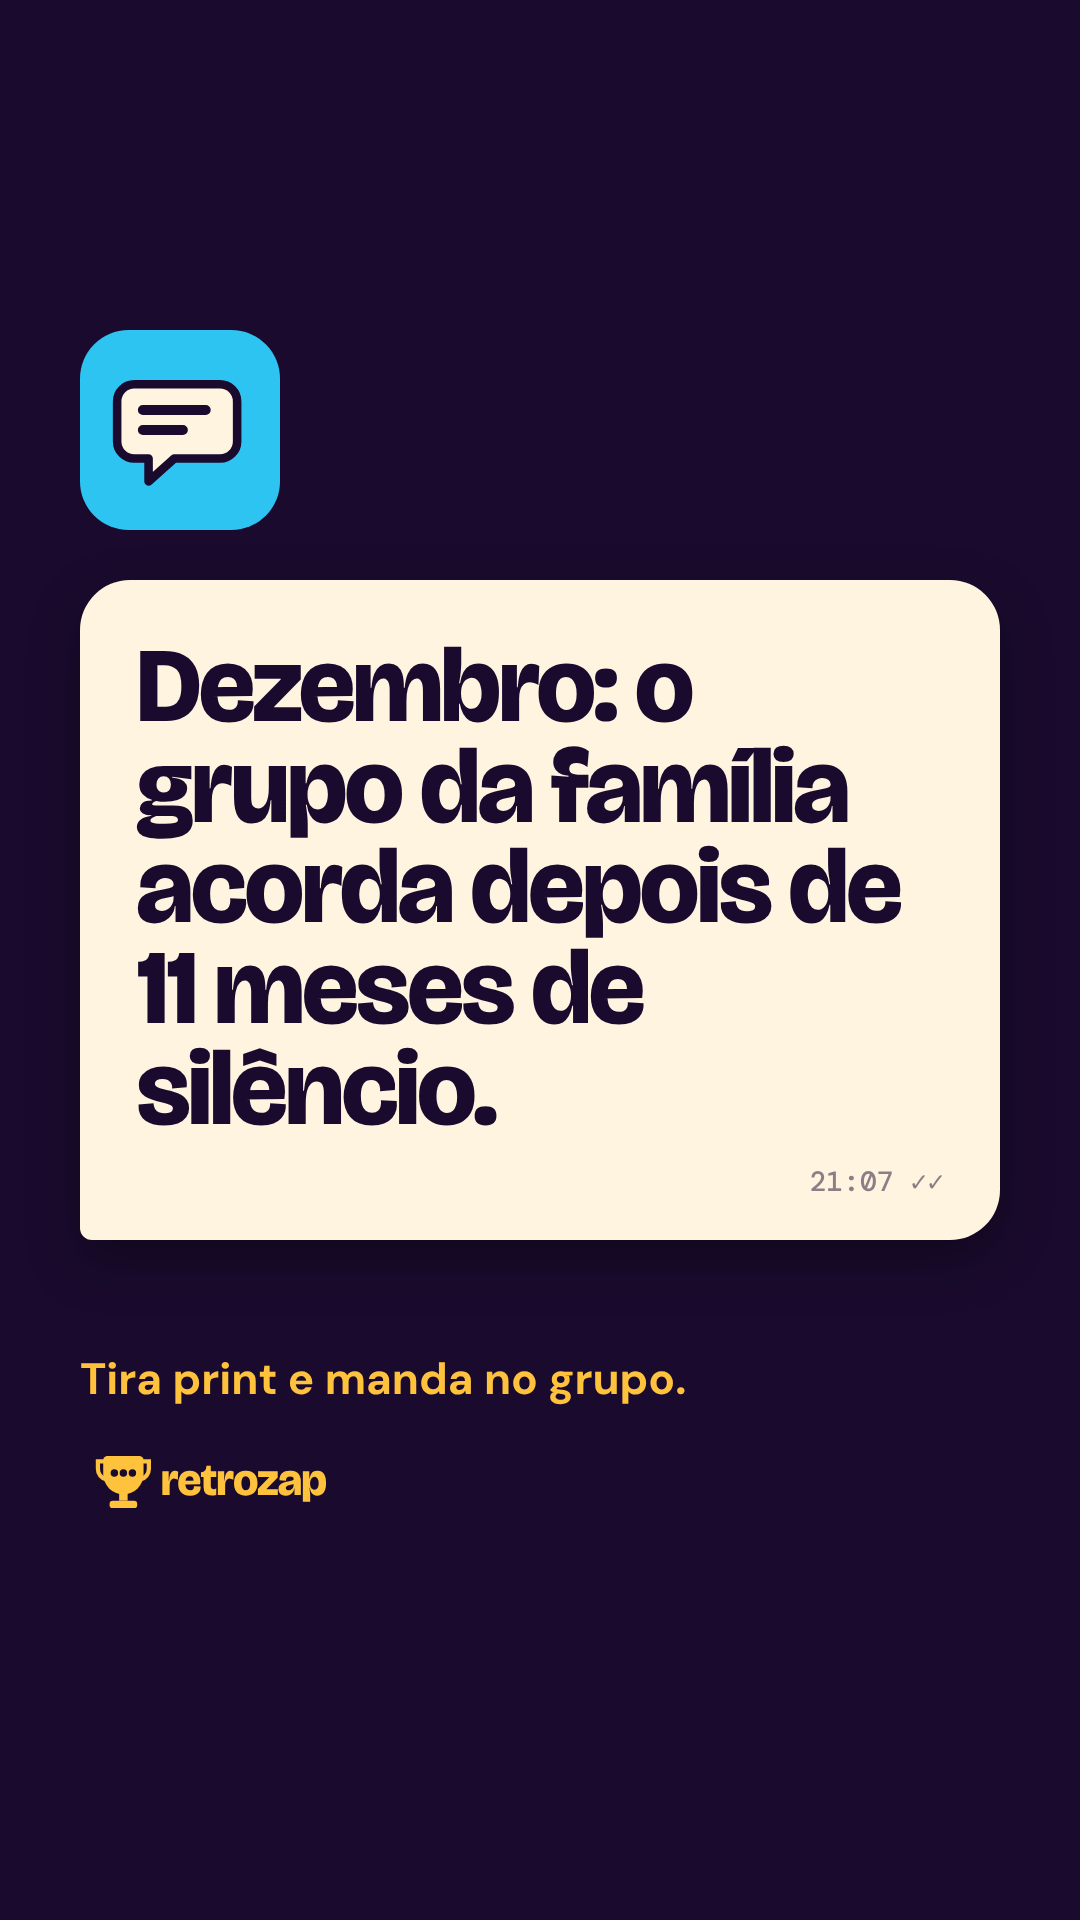 Dezembro: o
grupo da família
acorda depois de
11 meses de
silêncio.
21:07 ✓✓
Tira print e manda no grupo.
retrozap